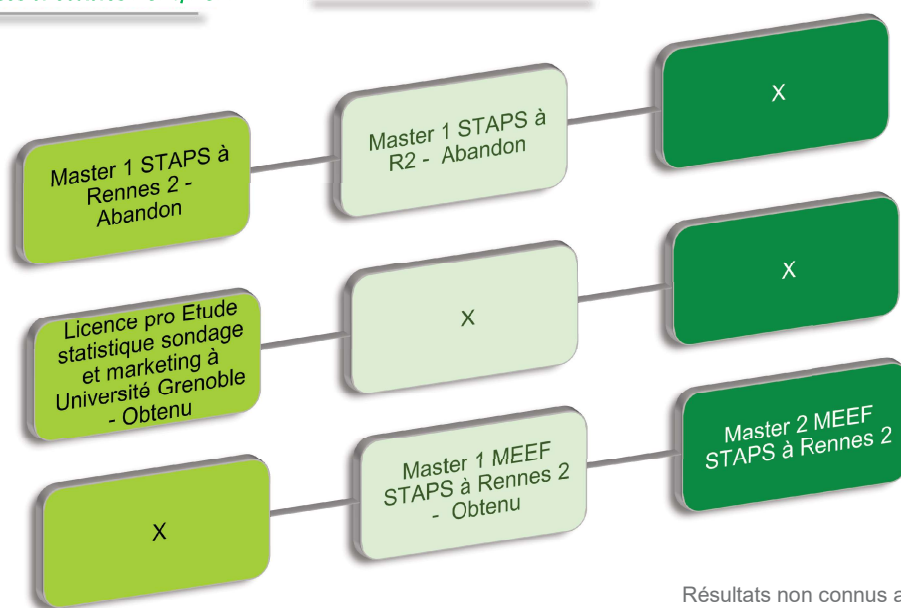 Master 1 STAPS à
Rennes 2 -
Abandon
Master 1 STAPS à
R2 - Abandon
X
Licence pro Etude
statistique sondage
et marketing à
Université Grenoble
- Obtenu
X
X
X
Master 1 MEEF
STAPS à Rennes 2
- Obtenu
Master 2 MEEF
STAPS à Rennes 2
Résultats non connus a